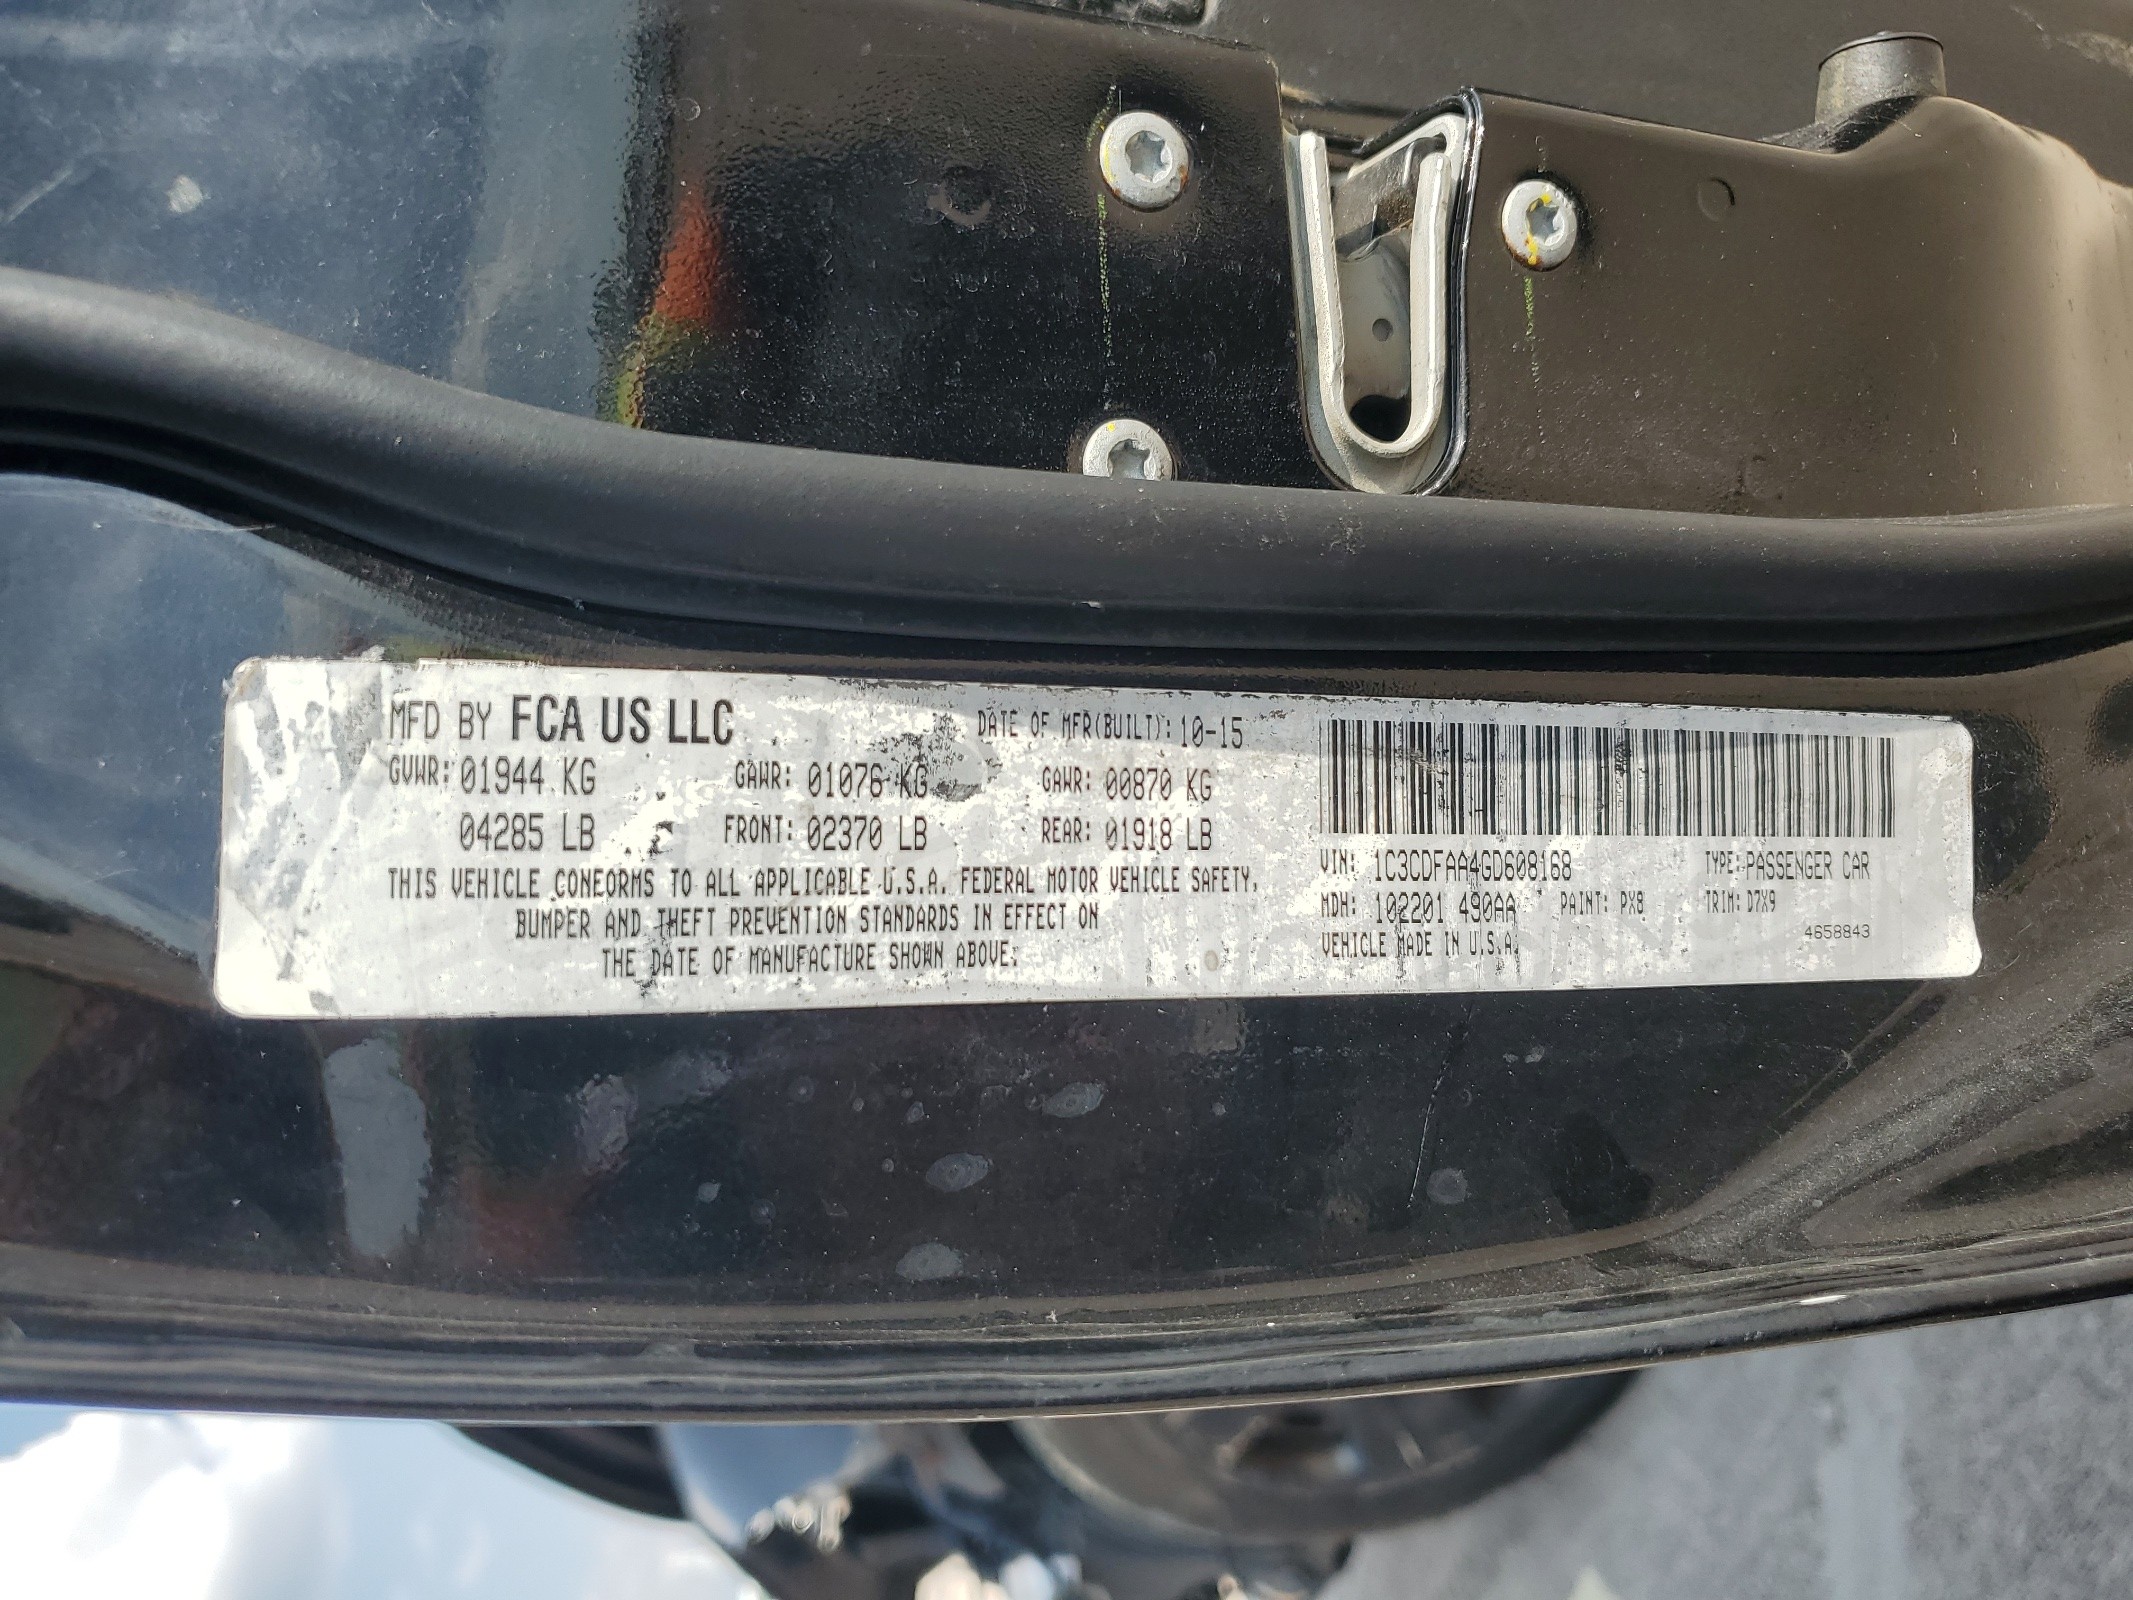 MFD BY FCA US LLC DATE OF MFR(BUILT): 10-15
GVWR: 01944 KG GAWR: 01076 KG GAWR: 00870 KG
04285 LB FRONT: 02370 LB REAR: 01918 LB
THIS VEHICLE CONFORMS TO ALL APPLICABLE U.S.A. FEDERAL MOTOR VEHICLE SAFETY,
BUMPER AND THEFT PREVENTION STANDARDS IN EFFECT ON
THE DATE OF MANUFACTURE SHOWN ABOVE.
VIN: 1C3CDFAA4GD608168 TYPE: PASSENGER CAR
MDH: 102201 490AA PAINT: PX8 TRIM: D7X9
VEHICLE MADE IN U.S.A. 4658843